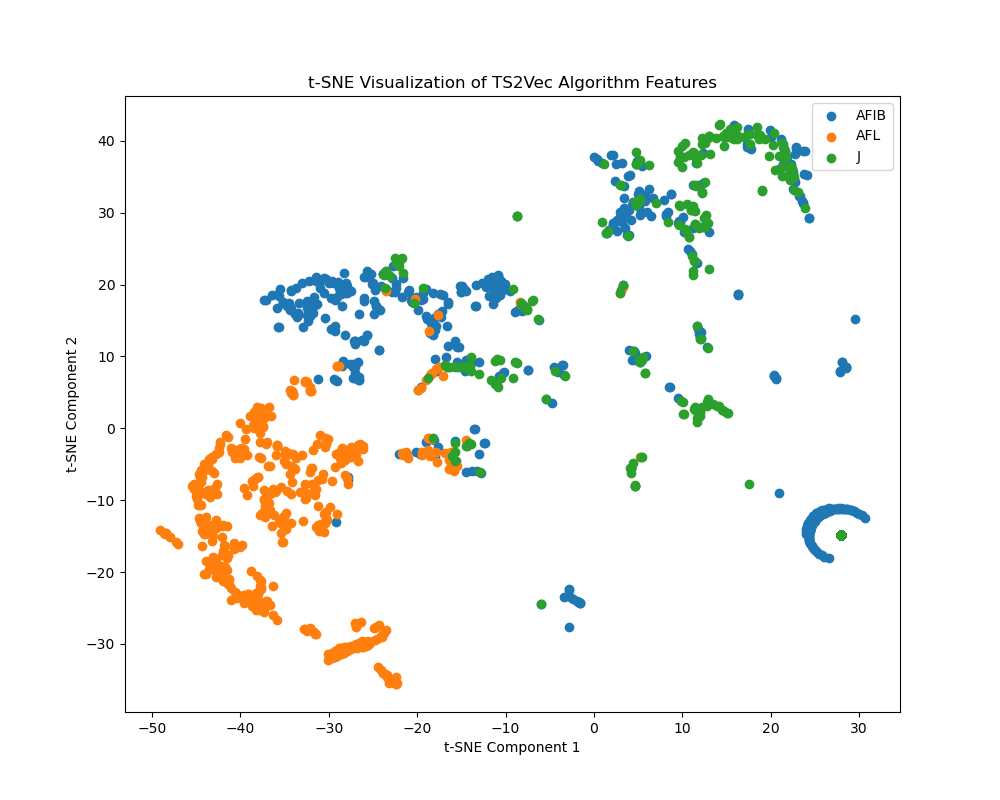 t-SNE Visualization of TS2Vec Algorithm Features
AFIB
AFL
J
t-SNE Component 2
40
30
20
10
0
−10
−20
−30
−50
−40
−30
−20
−10
0
10
20
30
t-SNE Component 1